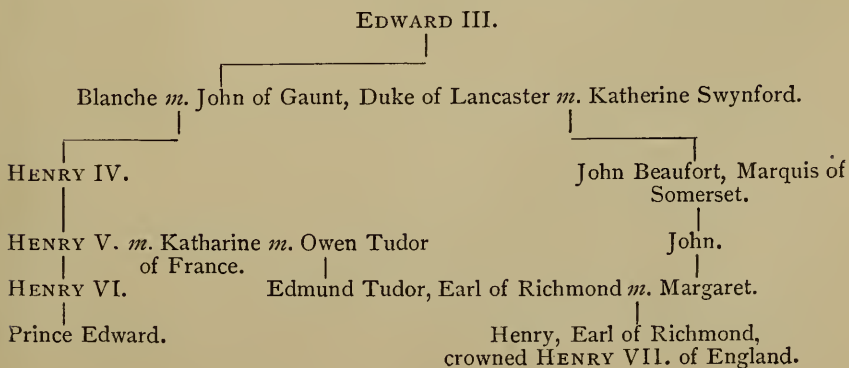 EDWARD III.
Blanche m. John of Gaunt, Duke of Lancaster m. Katherine Swynford.
HENRY IV.
John Beaufort, Marquis of
Somerset.
HENRY V. m. Katharine m. Owen Tudor
of France.
John.
HENRY VI.
Edmund Tudor, Earl of Richmond m. Margaret.
Prince Edward.
Henry, Earl of Richmond,
crowned HENRY VII. of England.